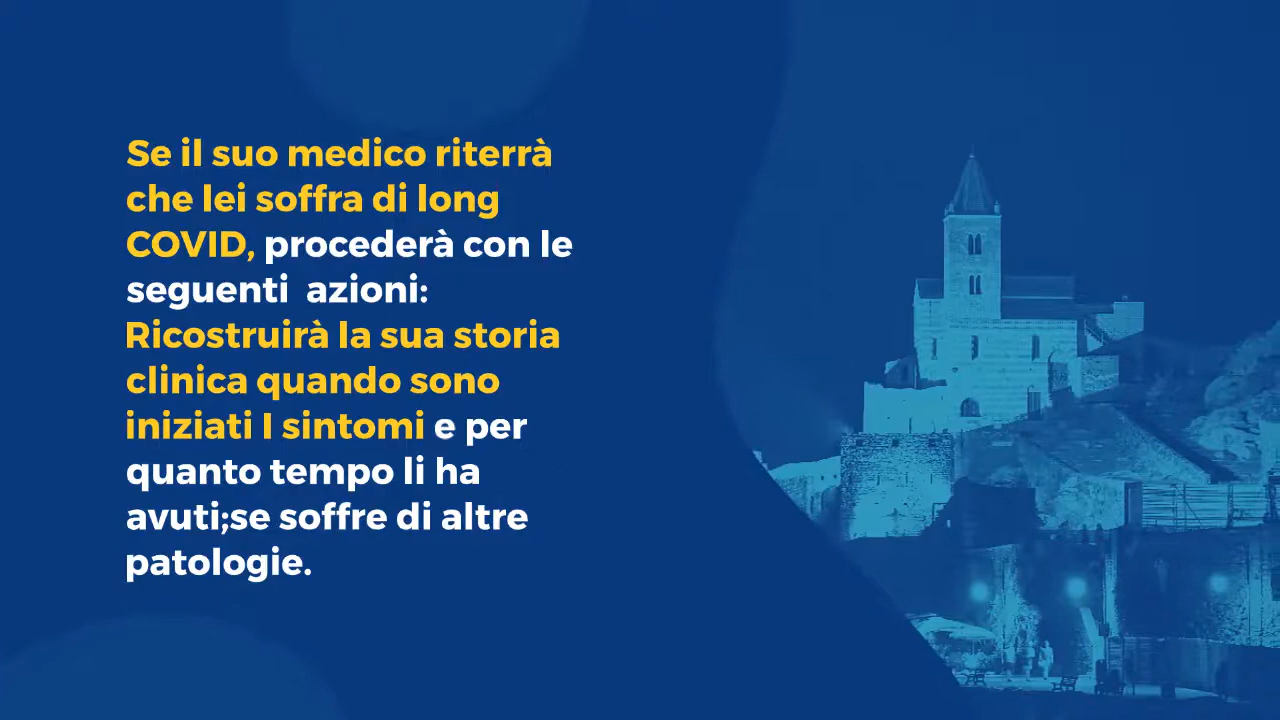 Se il suo medico riterrà
che lei soffra di long
COVID, procederà con le
seguenti  azioni:
Ricostruirà la sua storia
clinica quando sono
iniziati I sintomi e per
quanto tempo li ha
avuti;se soffre di altre
patologie.